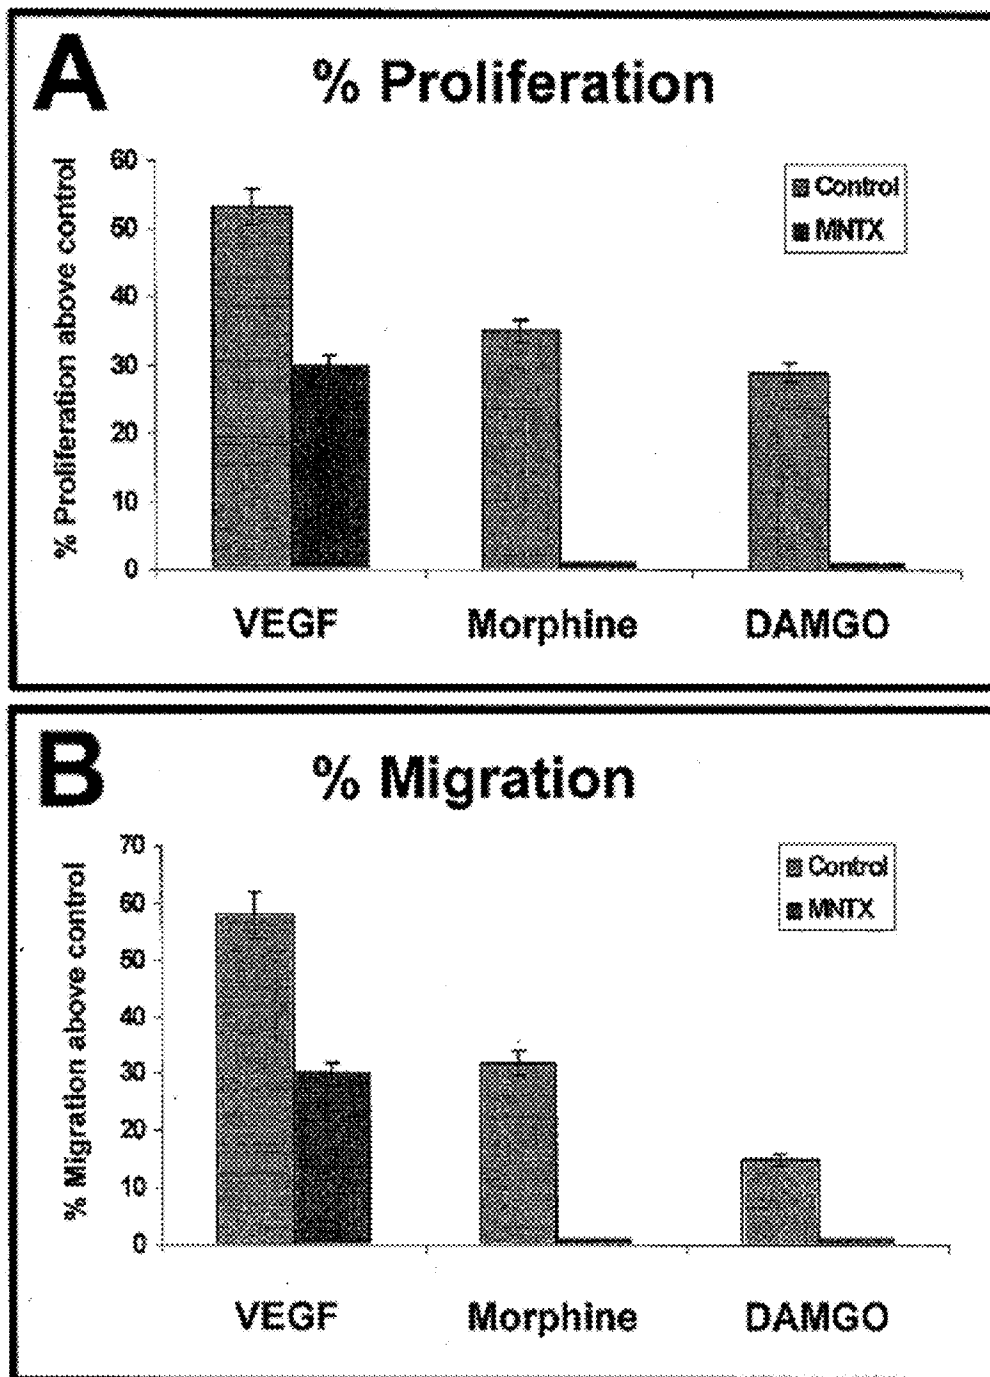 A
% Proliferation
% Proliferation above control
60
50
40
30
20
10
0
Control
MNTX
VEGF Morphine DAMGO
B
% Migration
% Migration above control
70
60
50
40
30
20
10
0
Control
MNTX
VEGF Morphine DAMGO